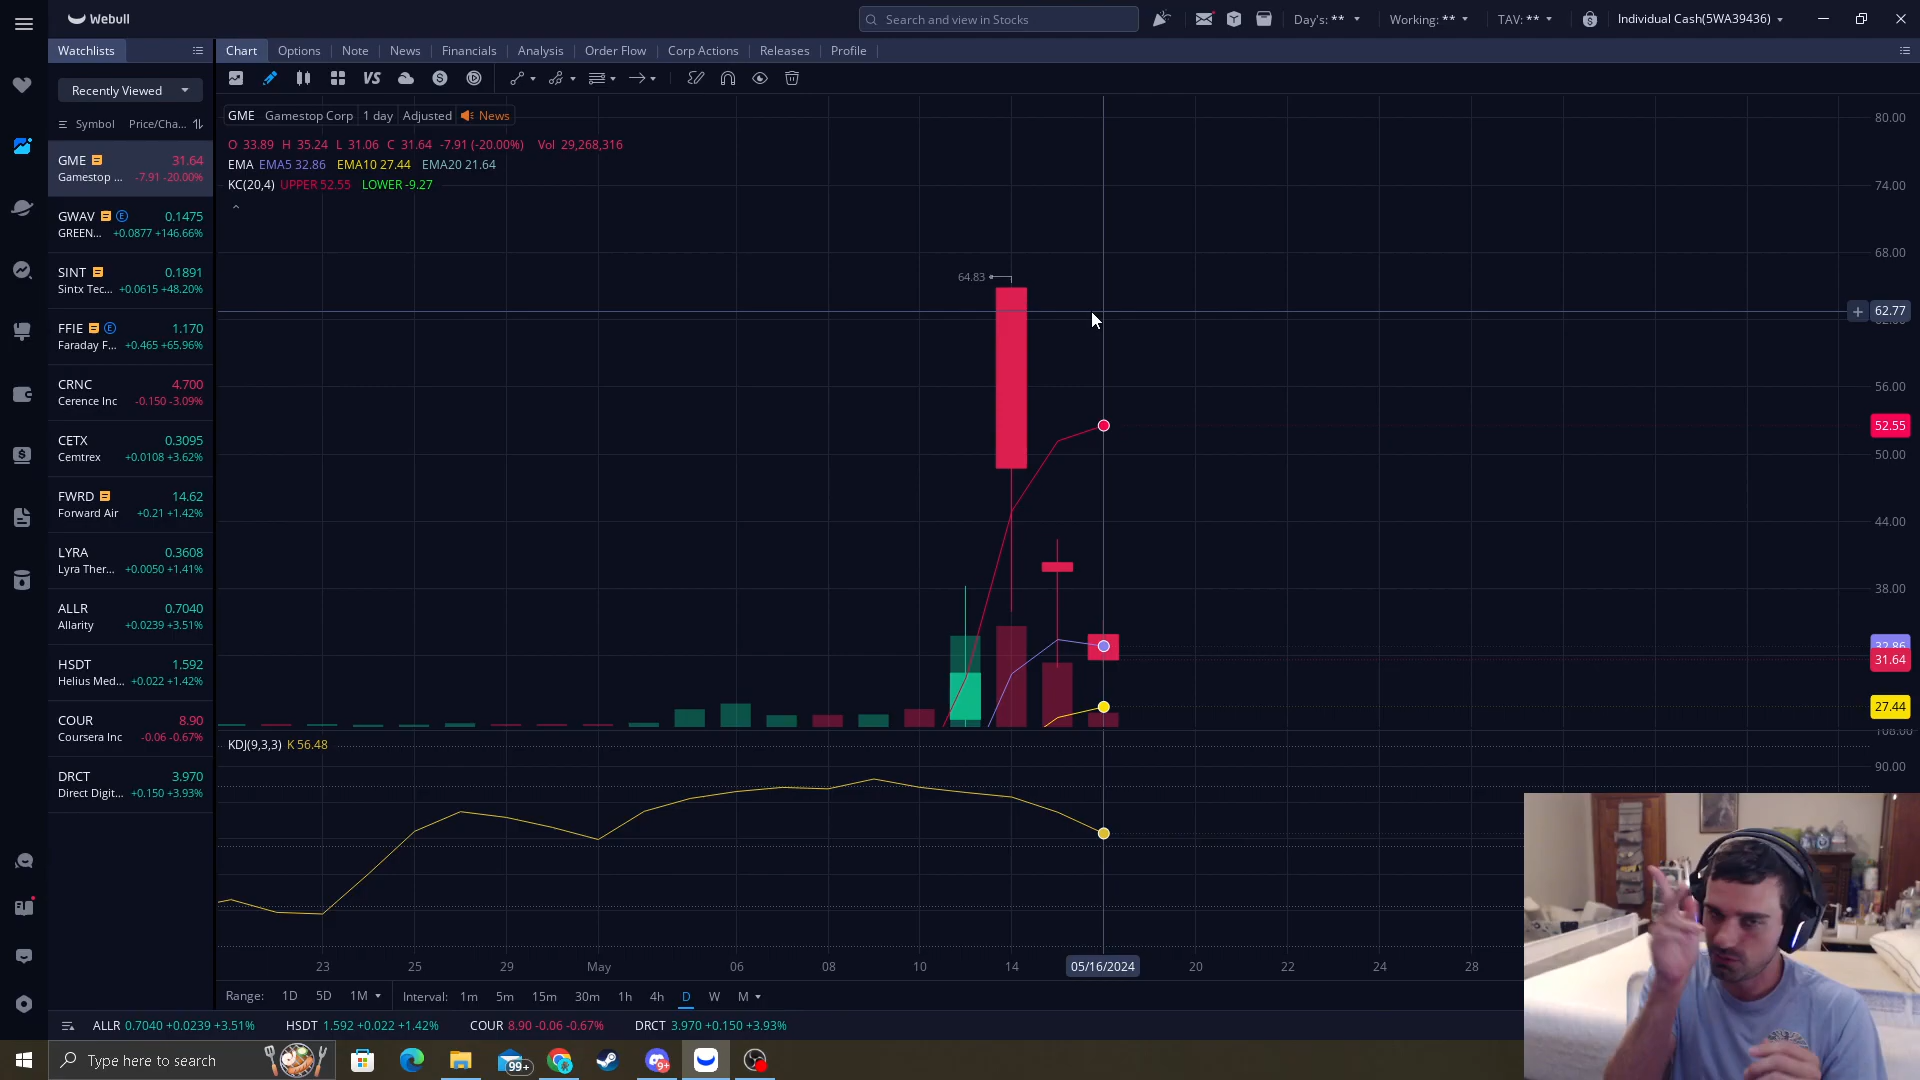 Webull
Search and view in Stocks
Day's: **
Working: **
TAV: **
Individual Cash(5WA39436)
Watchlists
Chart Options Note News Financials Analysis Order Flow Corp Actions Releases Profile
Recently Viewed
VS
S
Symbol Price/Cha...
GME 31.64
Gamestop ... -7.91 -20.00%
GWAV E 0.1475
GREEN... +0.0877 +146.66%
SINT 0.1891
Sintx Tec... +0.0615 +48.20%
FFIE E 1.170
Faraday F... +0.465 +65.96%
CRNC 4.700
Cerence Inc -0.150 -3.09%
CETX 0.3095
Cemtrex +0.0108 +3.62%
FWRD 14.62
Forward Air +0.21 +1.42%
LYRA 0.3608
Lyra Ther... +0.0050 +1.41%
ALLR 0.7040
Allarity +0.0239 +3.51%
HSDT 1.592
Helius Med... +0.022 +1.42%
COUR 8.90
Coursera Inc -0.06 -0.67%
DRCT 3.970
Direct Digit... +0.150 +3.93%
GME Gamestop Corp 1 day Adjusted News
O 33.89 H 35.24 L 31.06 C 31.64 -7.91 (-20.00%) Vol 29,268,316
EMA EMA5 32.86 EMA10 27.44 EMA20 21.64
KC(20,4) UPPER 52.55 LOWER -9.27
64.83
80.00
74.00
68.00
62.77
56.00
52.55
50.00
44.00
38.00
32.86
31.64
27.44
108.00
KDJ(9,3,3) K 56.48
90.00
23 25 29 May 06 08 10 14 05/16/2024 20 22 24 28
Range: 1D 5D 1M Interval: 1m 5m 15m 30m 1h 4h D W M
ALLR 0.7040 +0.0239 +3.51% HSDT 1.592 +0.022 +1.42% COUR 8.90 -0.06 -0.67% DRCT 3.970 +0.150 +3.93%
Type here to search
99+
9+